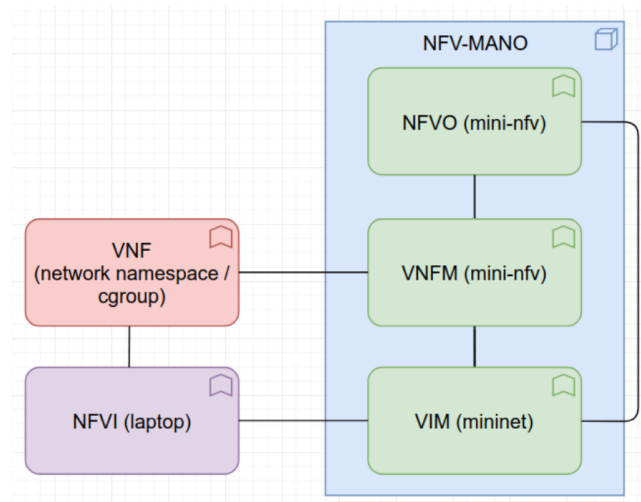 NFV-MANO
NFVO (mini-nfv)
VNF
(network namespace /
cgroup)
VNFM (mini-nfv)
NFVI (laptop)
VIM (mininet)